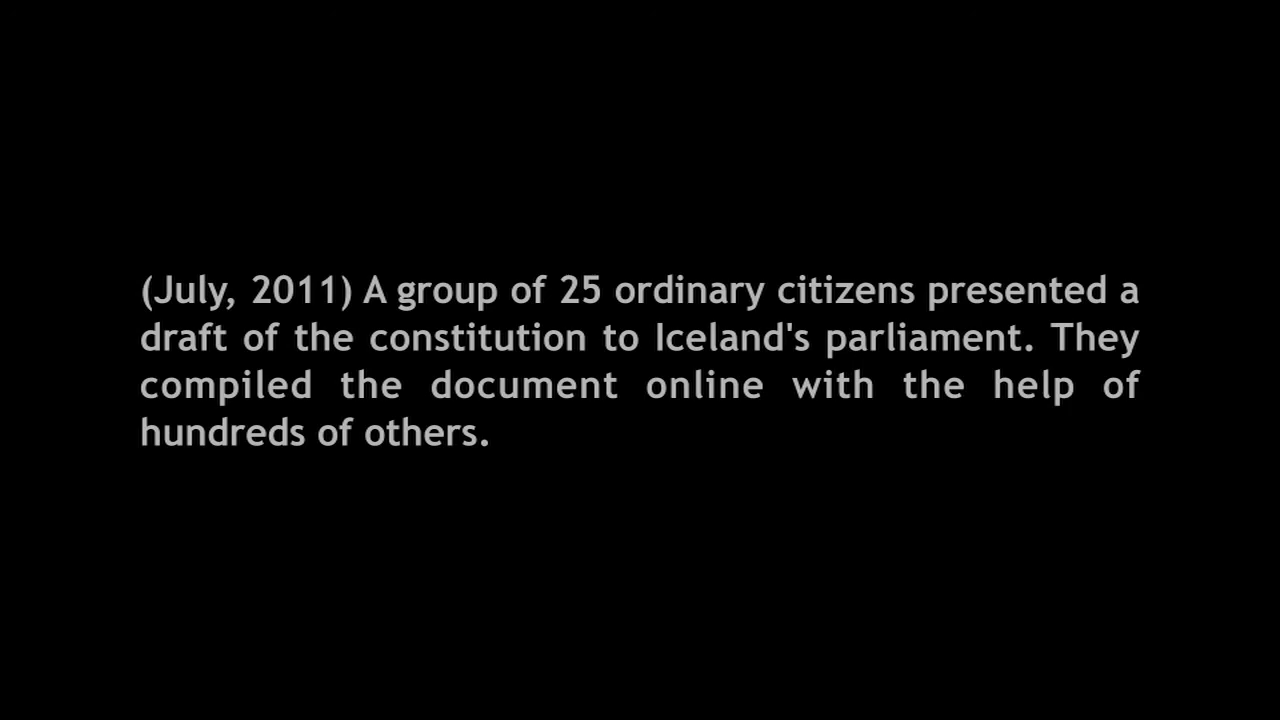 (July, 2011) A group of 25 ordinary citizens presented a
draft of the constitution to Iceland's parliament. They
compiled the document online with the help of
hundreds of others.